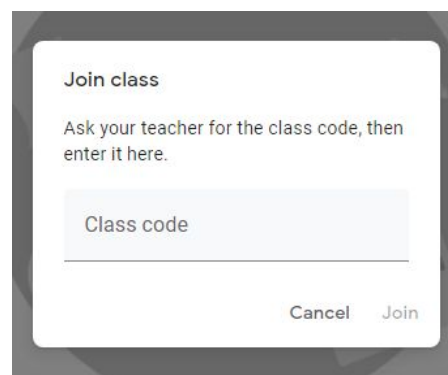 Join class
Ask your teacher for the class code, then
enter it here.
Class code
Cancel Join